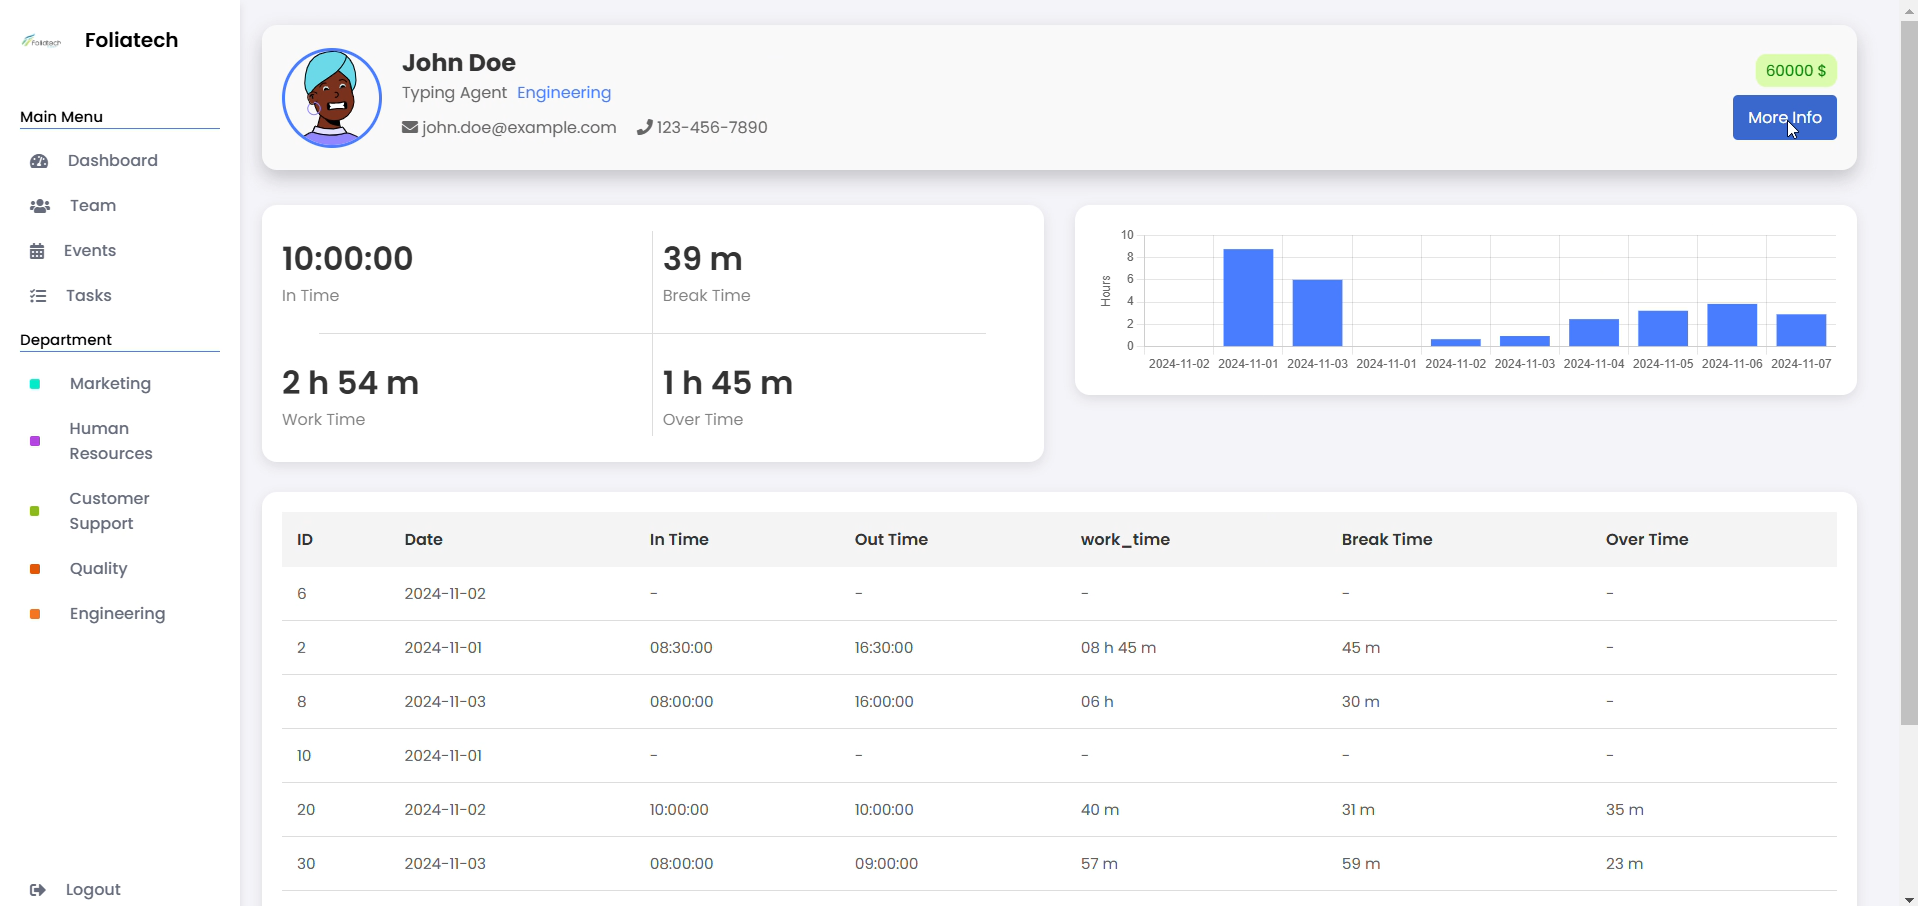 Foliatech Foliatech
Main Menu
Dashboard
Team
Events
Tasks
Department
Marketing
Human
Resources
Customer
Support
Quality
Engineering
Logout
John Doe
Typing Agent Engineering
john.doe@example.com 123-456-7890
60000 $
More Info
10:00:00
In Time
39 m
Break Time
2 h 54 m
Work Time
1 h 45 m
Over Time
Hours
10
8
6
4
2
0
2024-11-02 2024-11-01 2024-11-03 2024-11-01 2024-11-02 2024-11-03 2024-11-04 2024-11-05 2024-11-06 2024-11-07
ID Date In Time Out Time work_time Break Time Over Time
6 2024-11-02 - - - - -
2 2024-11-01 08:30:00 16:30:00 08 h 45 m 45 m -
8 2024-11-03 08:00:00 16:00:00 06 h 30 m -
10 2024-11-01 - - - - -
20 2024-11-02 10:00:00 10:00:00 40 m 31 m 35 m
30 2024-11-03 08:00:00 09:00:00 57 m 59 m 23 m